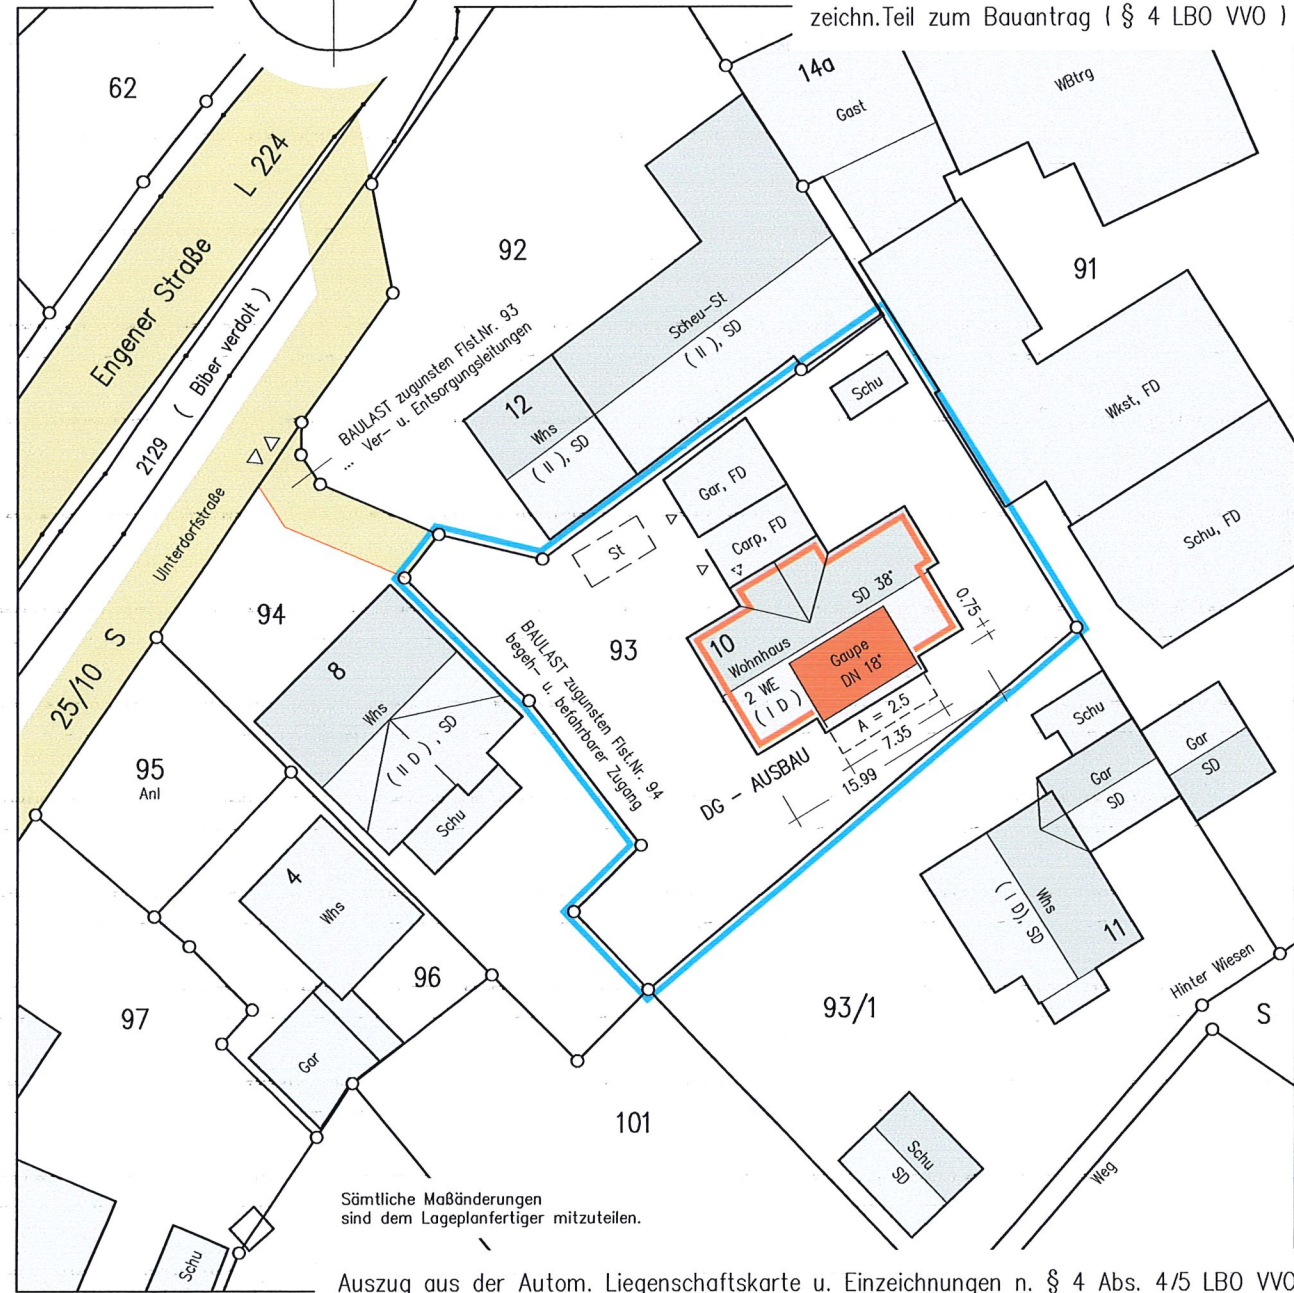 zeichn.Teil zum Bauantrag ( § 4 LBO VVO )
62
14a
Gast
WBtrg
L 224
Engener Straße
92
91
2129 ( Biber verdolt )
BAULAST zugunsten Flst.Nr. 93
... Ver- u. Entsorgungsleitungen
Scheu-St
( II ), SD
12
Whs
( II ), SD
Schu
Wkst, FD
Gar, FD
Carp, FD
St
Schu, FD
Unterdorfstraße
25/10 S
94
93
BAULAST zugunsten Flst.Nr. 94
begeh- u. befahrbarer Zugang
10
Wohnhaus
SD 38°
2 WE
( I D )
Gaupe
DN 18°
0.75
A = 2.5
7.35
15.99
DG - AUSBAU
8
Whs
( II D ), SD
Schu
95
Anl
4
Whs
96
97
Gar
Schu
Gar
SD
Gar
SD
Whs
( I D), SD
11
Hinter Wiesen
S
93/1
101
Schu
SD
Weg
Sämtliche Maßänderungen
sind dem Lageplanfertiger mitzuteilen.
Schu
Auszug aus der Autom. Liegenschaftskarte u. Einzeichnungen n. § 4 Abs. 4/5 LBO VVO